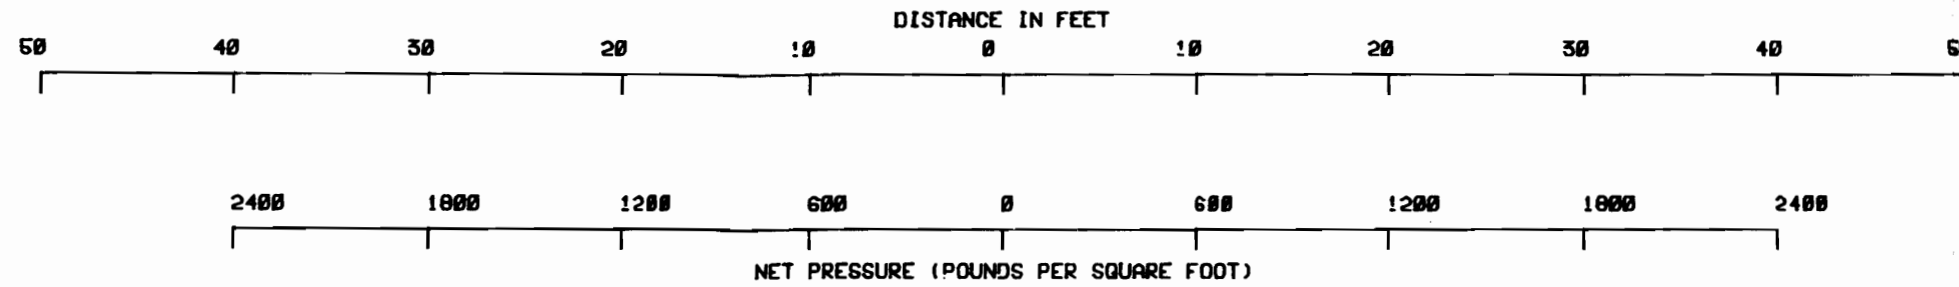 DISTANCE IN FEET
50 40 30 20 10 0 10 20 30 40
2400 1800 1200 600 0 600 1200 1800 2400
NET PRESSURE (POUNDS PER SQUARE FOOT)